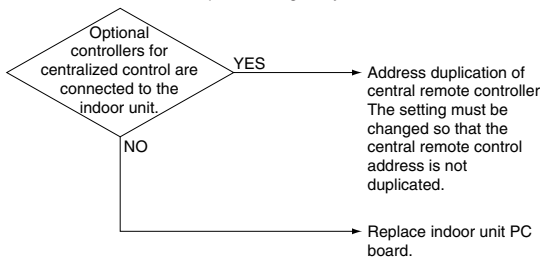 Optional
controllers for
centralized control are
connected to the
indoor unit.
YES
Address duplication of
central remote controller
The setting must be
changed so that the
central remote control
address is not
duplicated.
NO
Replace indoor unit PC
board.